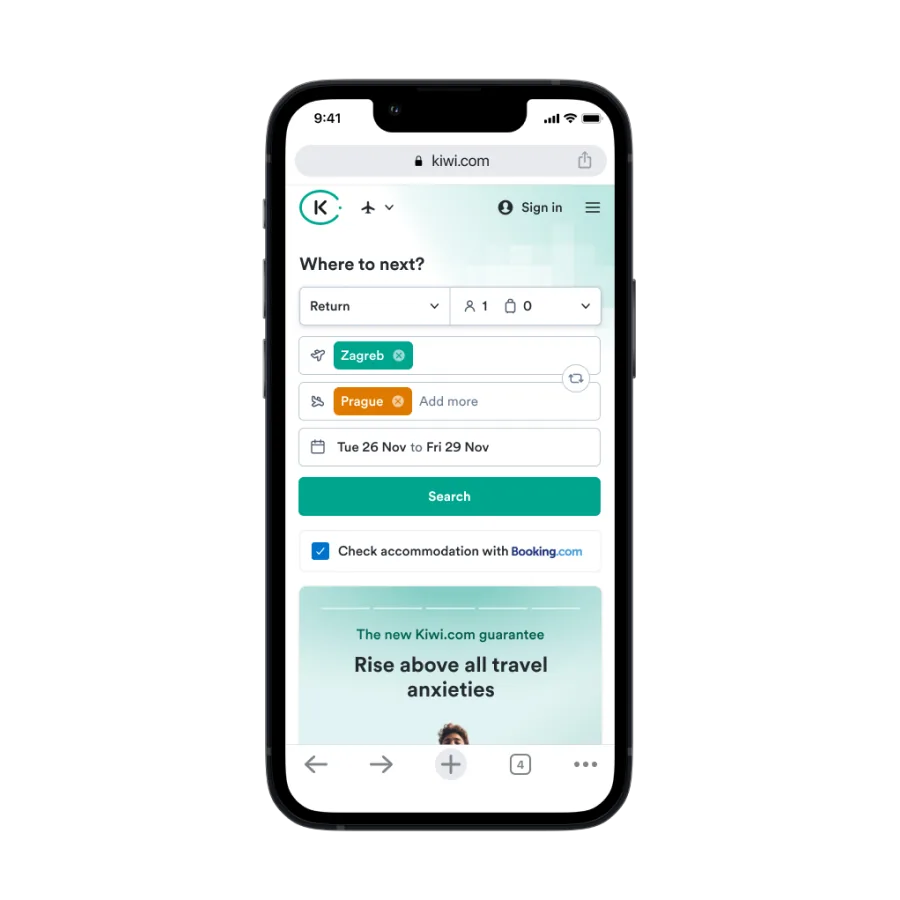 9:41
kiwi.com
K
Sign in
Where to next?
Return
1
0
Zagreb
Prague
Add more
Tue 26 Nov to Fri 29 Nov
Search
Check accommodation with Booking.com
The new Kiwi.com guarantee
Rise above all travel
anxieties
4